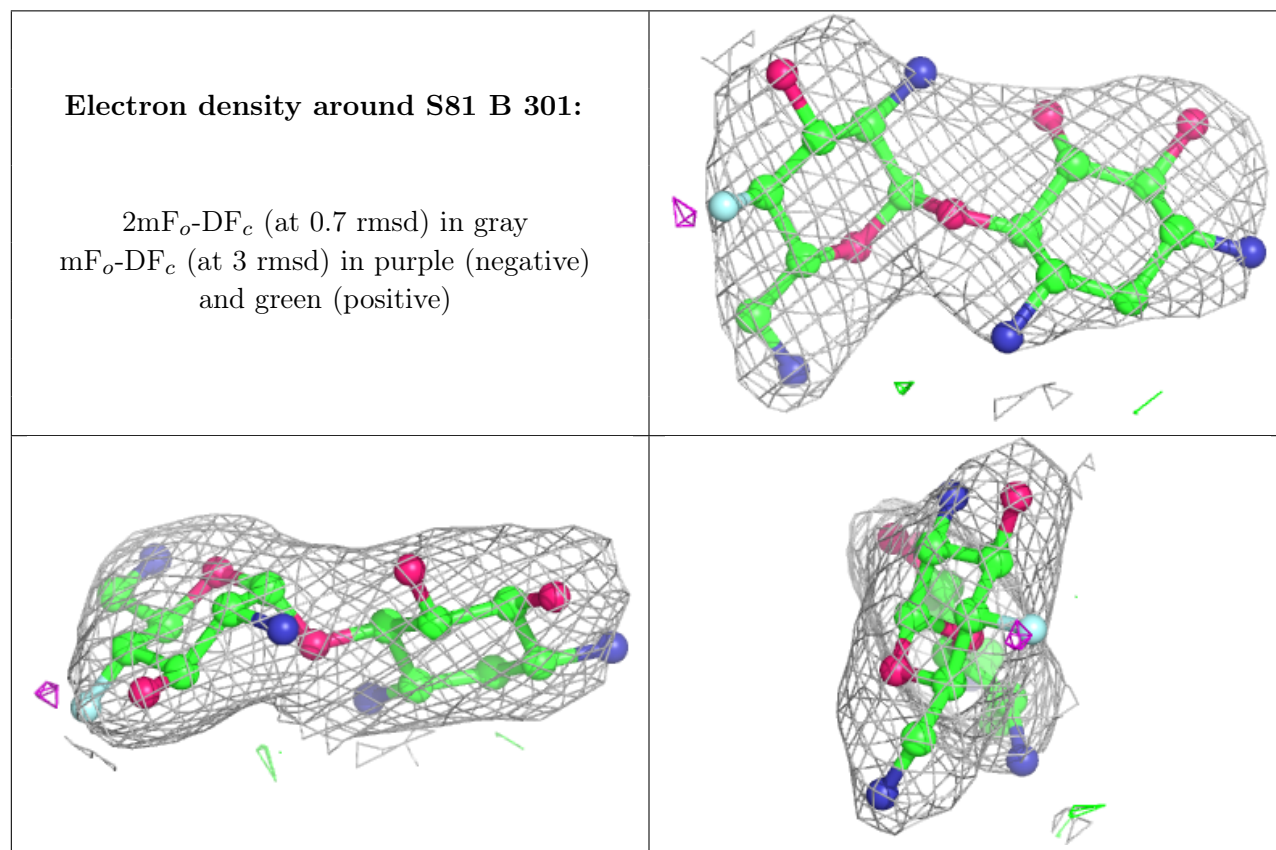 Electron density around S81 B 301:
2mFo-DFc (at 0.7 rmsd) in gray
mFo-DFc (at 3 rmsd) in purple (negative)
and green (positive)